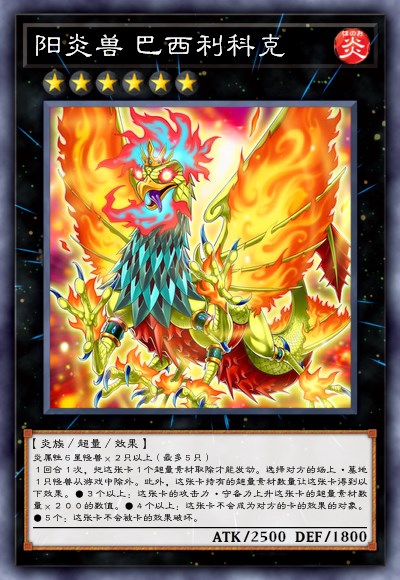 阳炎兽 巴西利科克
ほのお
炎
【炎族／超量／效果】
炎属性6星怪兽×2只以上（最多5只）
1回合1次，把这张卡1个超量素材取除才能发动。选择对方的场上・墓地
1只怪兽从游戏中除外。此外，这张卡持有的超量素材数量让这张卡得到以
下效果。●3个以上：这张卡的攻击力・守备力上升这张卡的超量素材数
量×200的数值。●4个以上：这张卡不会成为对方的卡的效果的对象。
●5个：这张卡不会被卡的效果破坏。
ATK/2500 DEF/1800